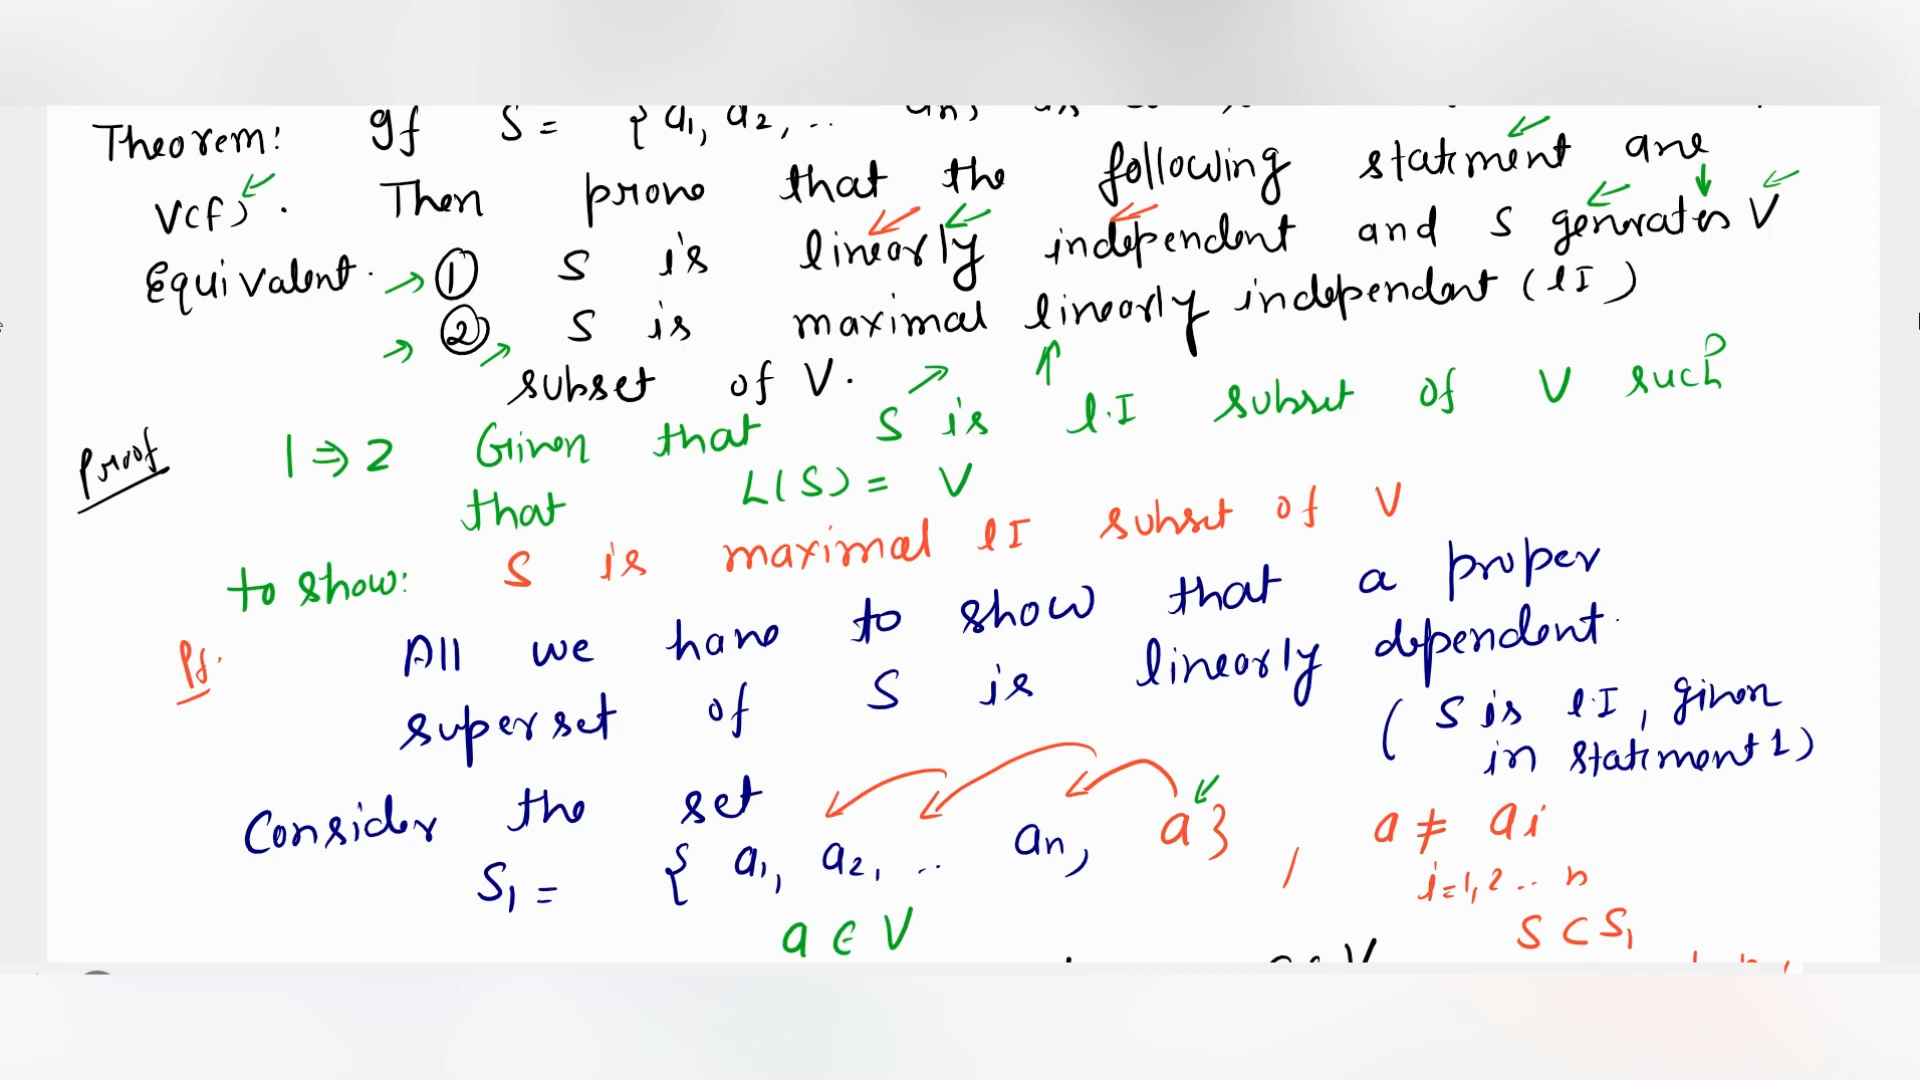 Theorem: If S = {a1, a2, ..
V(F). Then prove that the following statement are
Equivalent. → ① S is linearly independent and S generates V
→ ② S is maximal linearly independent (lI)
subset of V.
Proof 1 ⇒ 2 Given that S is l.I subset of V such
that L(S) = V
to show: S is maximal lI subset of V
Pf. All we have to show that a proper
superset of S is linearly dependent.
( S is l.I, given
in statement 1)
Consider the set
S1 = { a1, a2, .. an, a} , a ≠ ai
i=1,2 .. n
a ∈ V S ⊂ S1